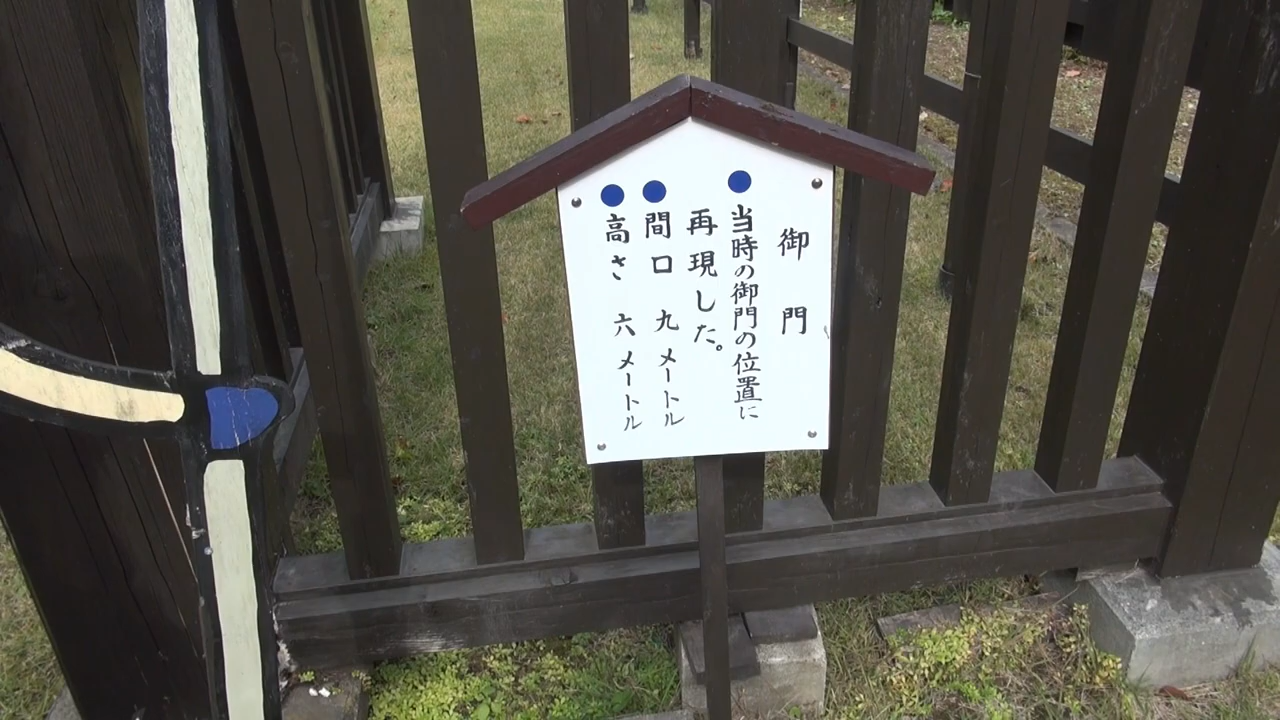 御門
●当時の御門の位置に
再現した。
●間口 九メートル
●高さ 六メートル